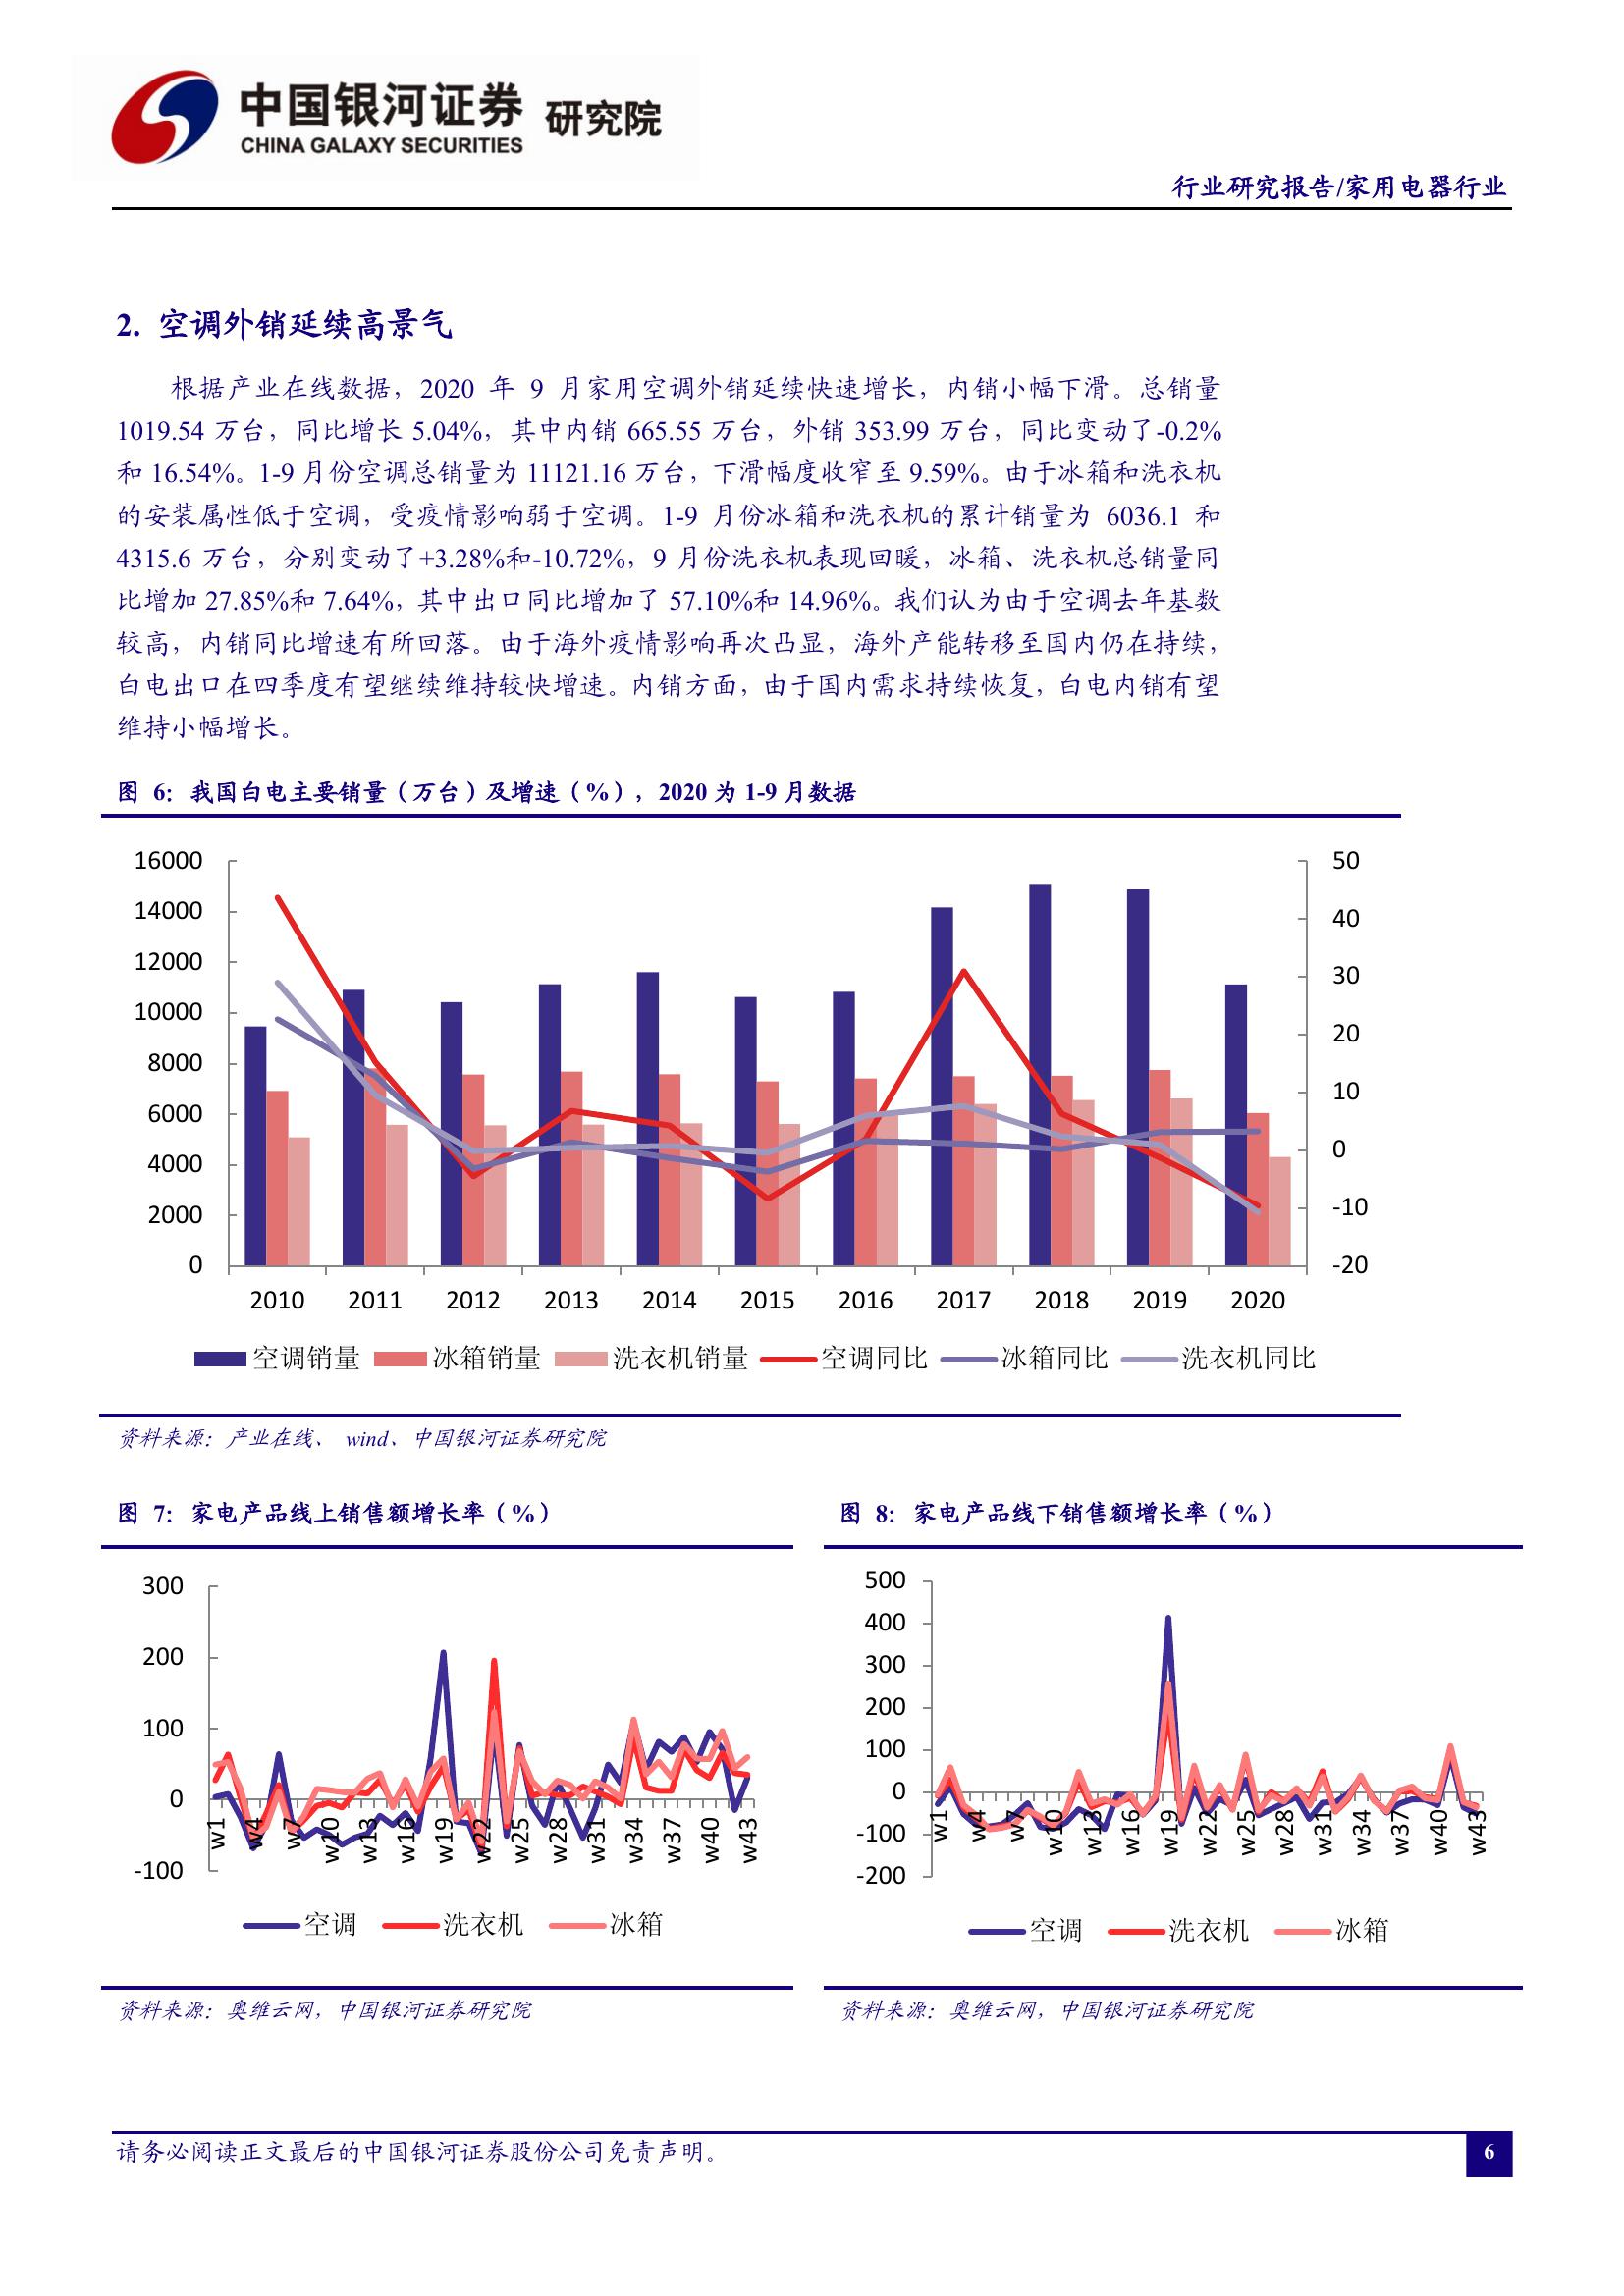 中国银河证券 研究院
CHINA GALAXY SECURITIES
行业研究报告/家用电器行业
2. 空调外销延续高景气
根据产业在线数据，2020 年 9 月家用空调外销延续快速增长，内销小幅下滑。总销量
1019.54 万台，同比增长 5.04%，其中内销 665.55 万台，外销 353.99 万台，同比变动了-0.2%
和 16.54%。1-9 月份空调总销量为 11121.16 万台，下滑幅度收窄至 9.59%。由于冰箱和洗衣机
的安装属性低于空调，受疫情影响弱于空调。1-9 月份冰箱和洗衣机的累计销量为 6036.1 和
4315.6 万台，分别变动了+3.28%和-10.72%，9 月份洗衣机表现回暖，冰箱、洗衣机总销量同
比增加 27.85%和 7.64%，其中出口同比增加了 57.10%和 14.96%。我们认为由于空调去年基数
较高，内销同比增速有所回落。由于海外疫情影响再次凸显，海外产能转移至国内仍在持续，
白电出口在四季度有望继续维持较快增速。内销方面，由于国内需求持续恢复，白电内销有望
维持小幅增长。
图 6：我国白电主要销量（万台）及增速（%），2020 为 1-9 月数据
16000 50
14000 40
12000 30
10000 20
8000 10
6000 0
4000 -10
2000 -20
0
2010 2011 2012 2013 2014 2015 2016 2017 2018 2019 2020
空调销量 冰箱销量 洗衣机销量 空调同比 冰箱同比 洗衣机同比
资料来源：产业在线、 wind、中国银河证券研究院
图 7：家电产品线上销售额增长率（%）
300
200
100
0
-100
w1 w4 w7 w10 w13 w16 w19 w22 w25 w28 w31 w34 w37 w40 w43
空调 洗衣机 冰箱
资料来源：奥维云网，中国银河证券研究院
图 8：家电产品线下销售额增长率（%）
500
400
300
200
100
0
-100
-200
w1 w4 w7 w10 w13 w16 w19 w22 w25 w28 w31 w34 w37 w40 w43
空调 洗衣机 冰箱
资料来源：奥维云网，中国银河证券研究院
请务必阅读正文最后的中国银河证券股份公司免责声明。
6